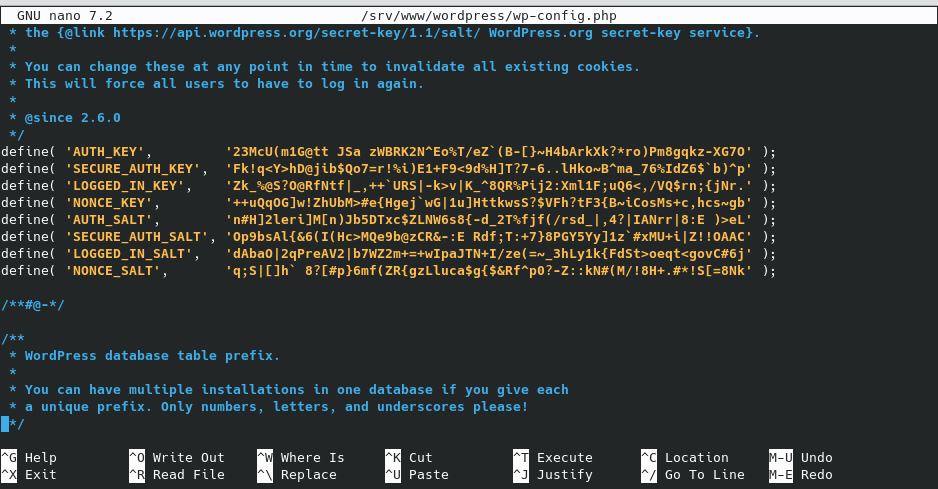 GNU nano 7.2 /srv/www/wordpress/wp-config.php
 * the {@link https://api.wordpress.org/secret-key/1.1/salt/ WordPress.org secret-key service}.
 *
 * You can change these at any point in time to invalidate all existing cookies.
 * This will force all users to have to log in again.
 *
 * @since 2.6.0
 */
define( 'AUTH_KEY',         '23McU(m1G@tt JSa zWBRK2N^Eo%T/eZ`(B-[}~H4bArkXk?*ro)Pm8gqkz-XG7O' );
define( 'SECURE_AUTH_KEY',  'Fk!q<Y>hD@jib$Qo7=r!%i)E1+F9<9d%H]T?7-6..lHko~B^ma_76%IdZ6$`b)^p' );
define( 'LOGGED_IN_KEY',    'Zk_%@S?O@RfNtf|_,++`URS|-k>v|K_^8QR%Pij2:Xml1F;uQ6<,/VQ$rn;{jNr.' );
define( 'NONCE_KEY',        '++uQqOG]w!ZhUbM>#e{Hgej`wG|1u]HttkwsS?$VFh?tF3{B~iCosMs+c,hcs~gb' );
define( 'AUTH_SALT',        'n#H]2leri]M[n)Jb5DTxc$ZLNW6s8{-d_2T%fjf(/rsd_|,4?|IANrr|8:E )>eL' );
define( 'SECURE_AUTH_SALT', 'Op9bsAl{&6(I(Hc>MQe9b@zCR&-:E Rdf;T:+7}8PGY5Yy]1z`#xMU+i|Z!!OAAC' );
define( 'LOGGED_IN_SALT',   'dAbaO|2qPreAV2|b7WZ2m+=+wIpaJTN+I/ze(=~_3hLy1k{FdSt>oeqt<govC#6j' );
define( 'NONCE_SALT',       'q;S|[]h` 8?[#p}6mf(ZR{gzLluca$g{$&Rf^p0?-Z::kN#(M/!8H+.#*!S[=8Nk' );
/**#@-*/
/**
 * WordPress database table prefix.
 *
 * You can have multiple installations in one database if you give each
 * a unique prefix. Only numbers, letters, and underscores please!
 */
^G Help ^O Write Out ^W Where Is ^K Cut ^T Execute ^C Location M-U Undo
^X Exit ^R Read File ^\ Replace ^U Paste ^J Justify ^/ Go To Line M-E Redo